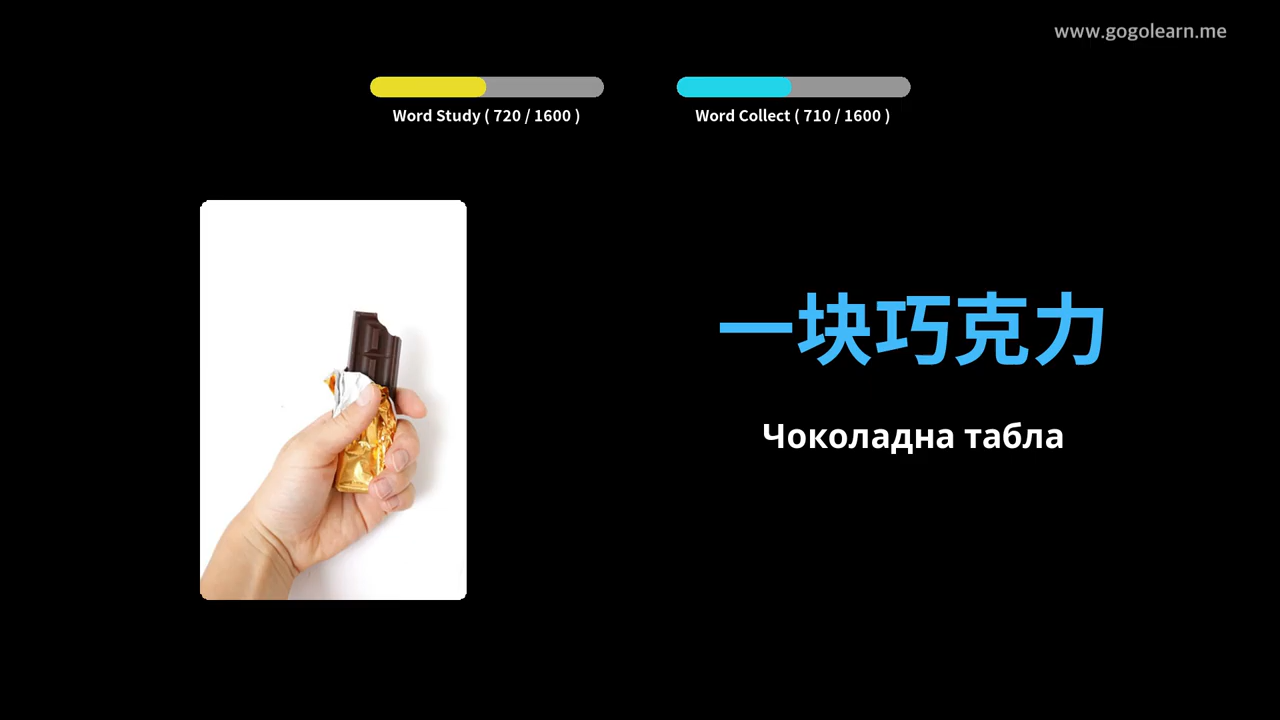 www.gogolearn.me
Word Study ( 720 / 1600 )
Word Collect ( 710 / 1600 )
一块巧克力
Чоколадна табла